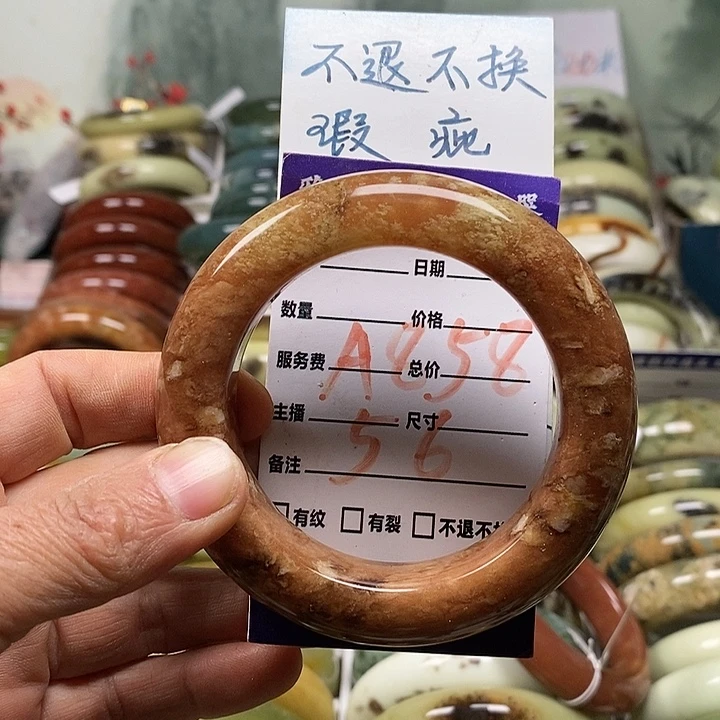 不退不换
瑕疵
日期
数量 价格
服务费 总价
A858
主播 尺寸
56
备注
有纹 有裂 不退不